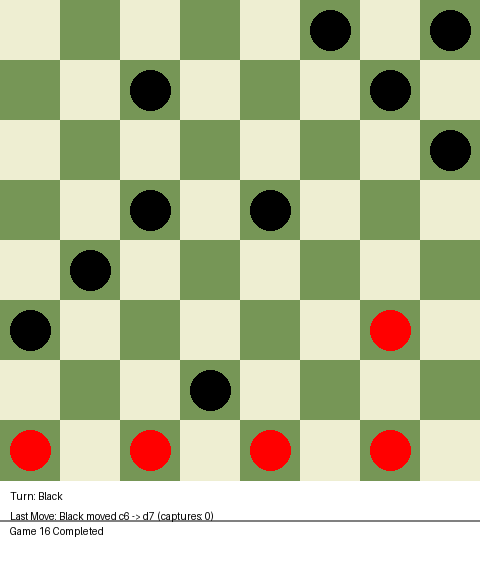 Turn: Black
Last Move: Black moved c6 -> d7 (captures: 0)
Game 16 Completed